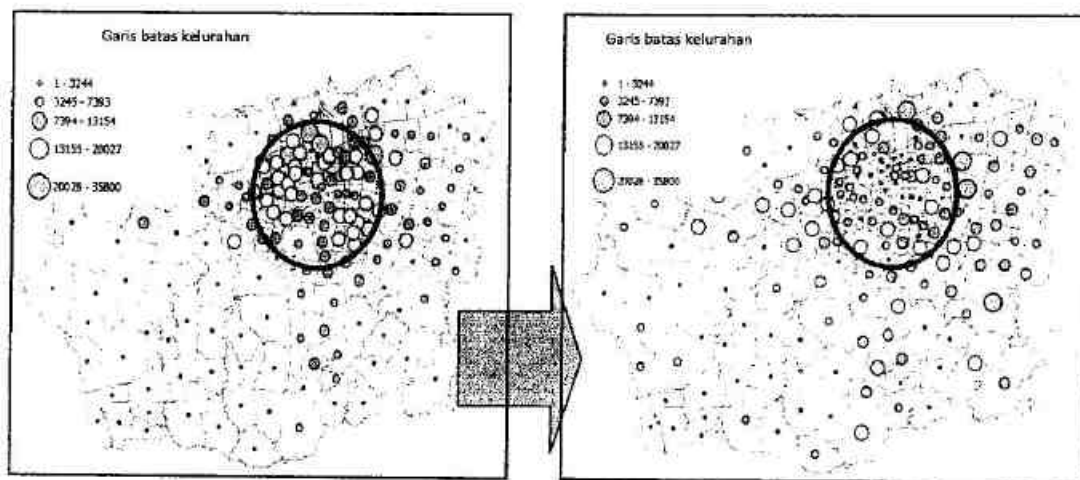 Garis batas kelurahan
1 - 3244
3245 - 7393
7394 - 13154
13155 - 20027
20028 - 35800
Garis batas kelurahan
1 - 3244
3245 - 7393
7394 - 13154
13155 - 20027
20028 - 35800